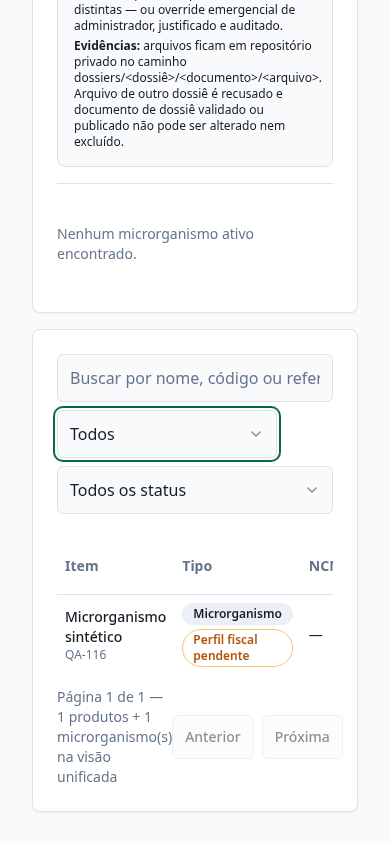 distintas — ou override emergencial de
administrador, justificado e auditado.
Evidências: arquivos ficam em repositório
privado no caminho
dossiers/<dossiê>/<documento>/<arquivo>.
Arquivo de outro dossiê é recusado e
documento de dossiê validado ou
publicado não pode ser alterado nem
excluído.
Nenhum microrganismo ativo
encontrado.
Buscar por nome, código ou refer
Todos
Todos os status
Item Tipo NCM
Microrganismo
sintético
QA-116
Microrganismo
Perfil fiscal
pendente
—
Página 1 de 1 —
1 produtos + 1
microrganismo(s)
na visão
unificada
Anterior Próxima